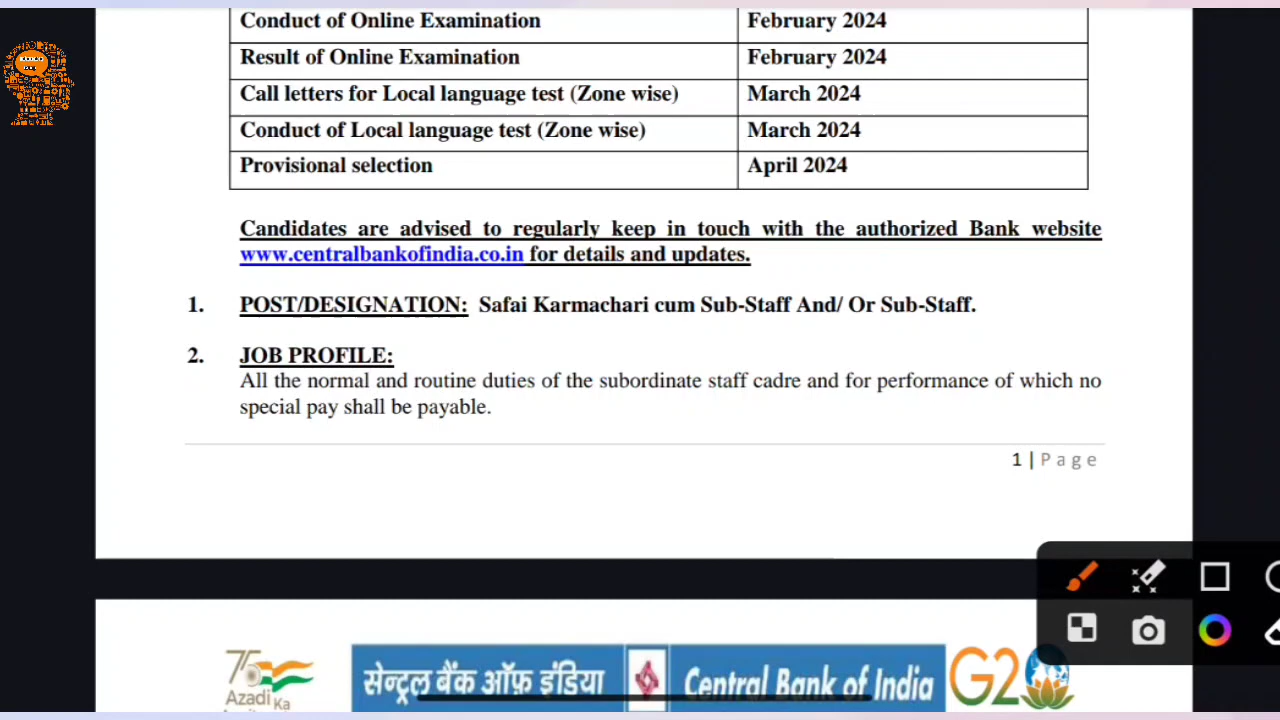 Conduct of Online Examination February 2024
Result of Online Examination February 2024
Call letters for Local language test (Zone wise) March 2024
Conduct of Local language test (Zone wise) March 2024
Provisional selection April 2024
Candidates are advised to regularly keep in touch with the authorized Bank website
www.centralbankofindia.co.in for details and updates.
1. POST/DESIGNATION: Safai Karmachari cum Sub-Staff And/ Or Sub-Staff.
2. JOB PROFILE:
All the normal and routine duties of the subordinate staff cadre and for performance of which no
special pay shall be payable.
1 | Page
75
Azadi Ka
सेन्ट्रल बैंक ऑफ़ इंडिया Central Bank of India
G20